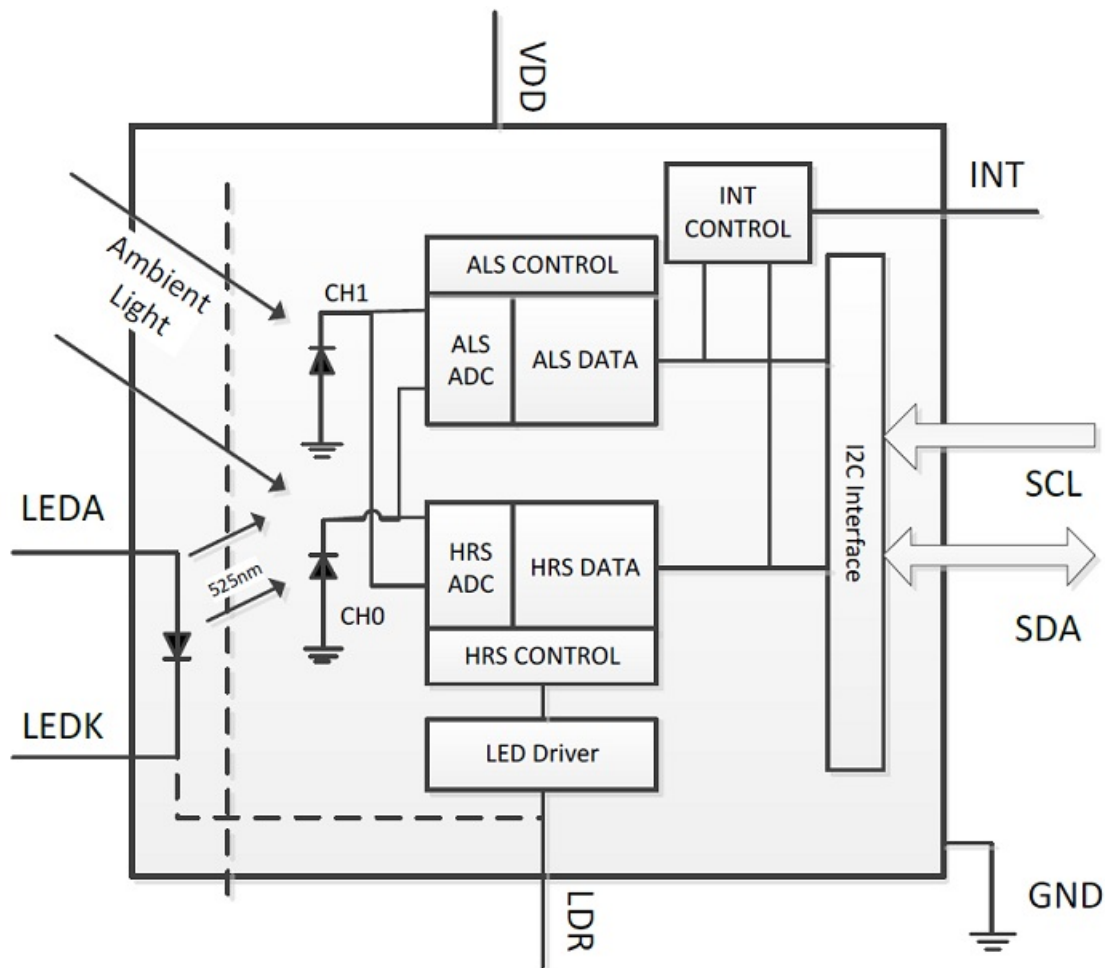 VDD
INT
INT
CONTROL
Ambient
Light
ALS CONTROL
CH1
ALS
ADC
ALS DATA
I2C Interface
SCL
LEDA
525nm
HRS
ADC
HRS DATA
CH0
SDA
HRS CONTROL
LEDK
LED Driver
GND
LDR